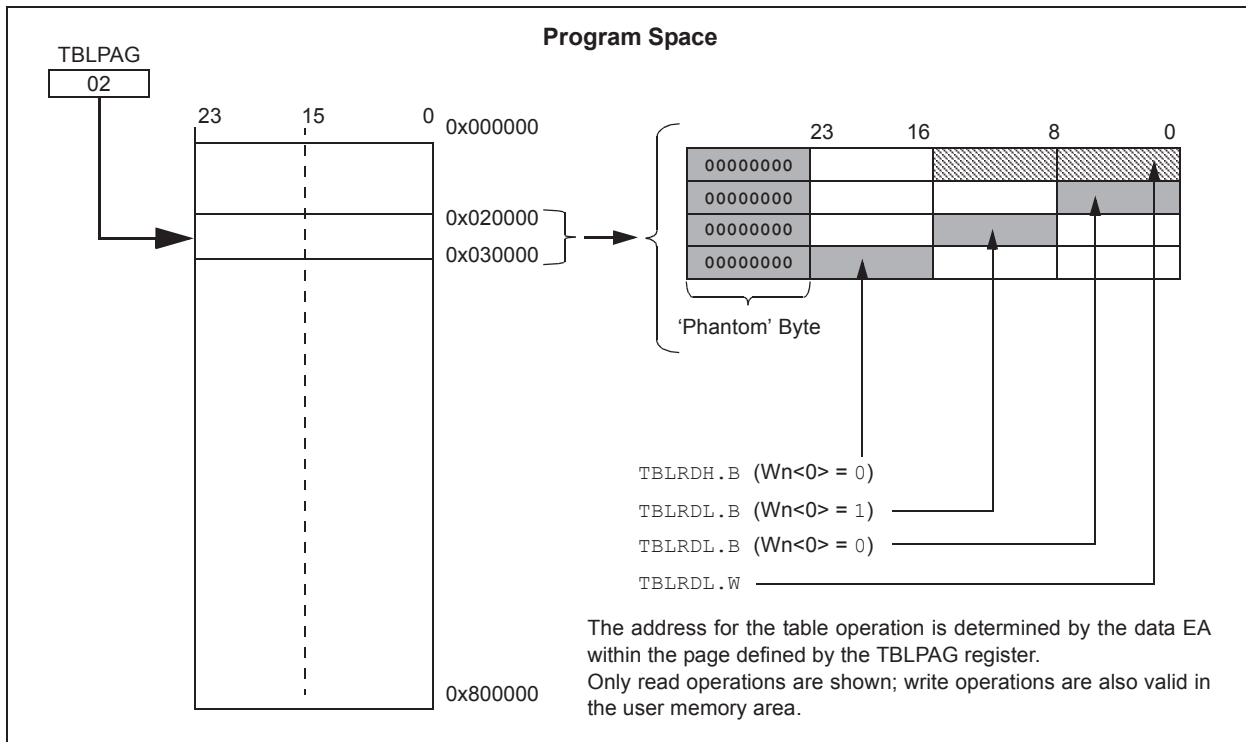 Program Space
TBLPAG
02
23 15 0
0x000000
0x020000
0x030000
0x800000
23 16 8 0
00000000
00000000
00000000
00000000
‘Phantom’ Byte
TBLRDH.B (Wn<0> = 0)
TBLRDL.B (Wn<0> = 1)
TBLRDL.B (Wn<0> = 0)
TBLRDL.W
The address for the table operation is determined by the data EA
within the page defined by the TBLPAG register.
Only read operations are shown; write operations are also valid in
the user memory area.